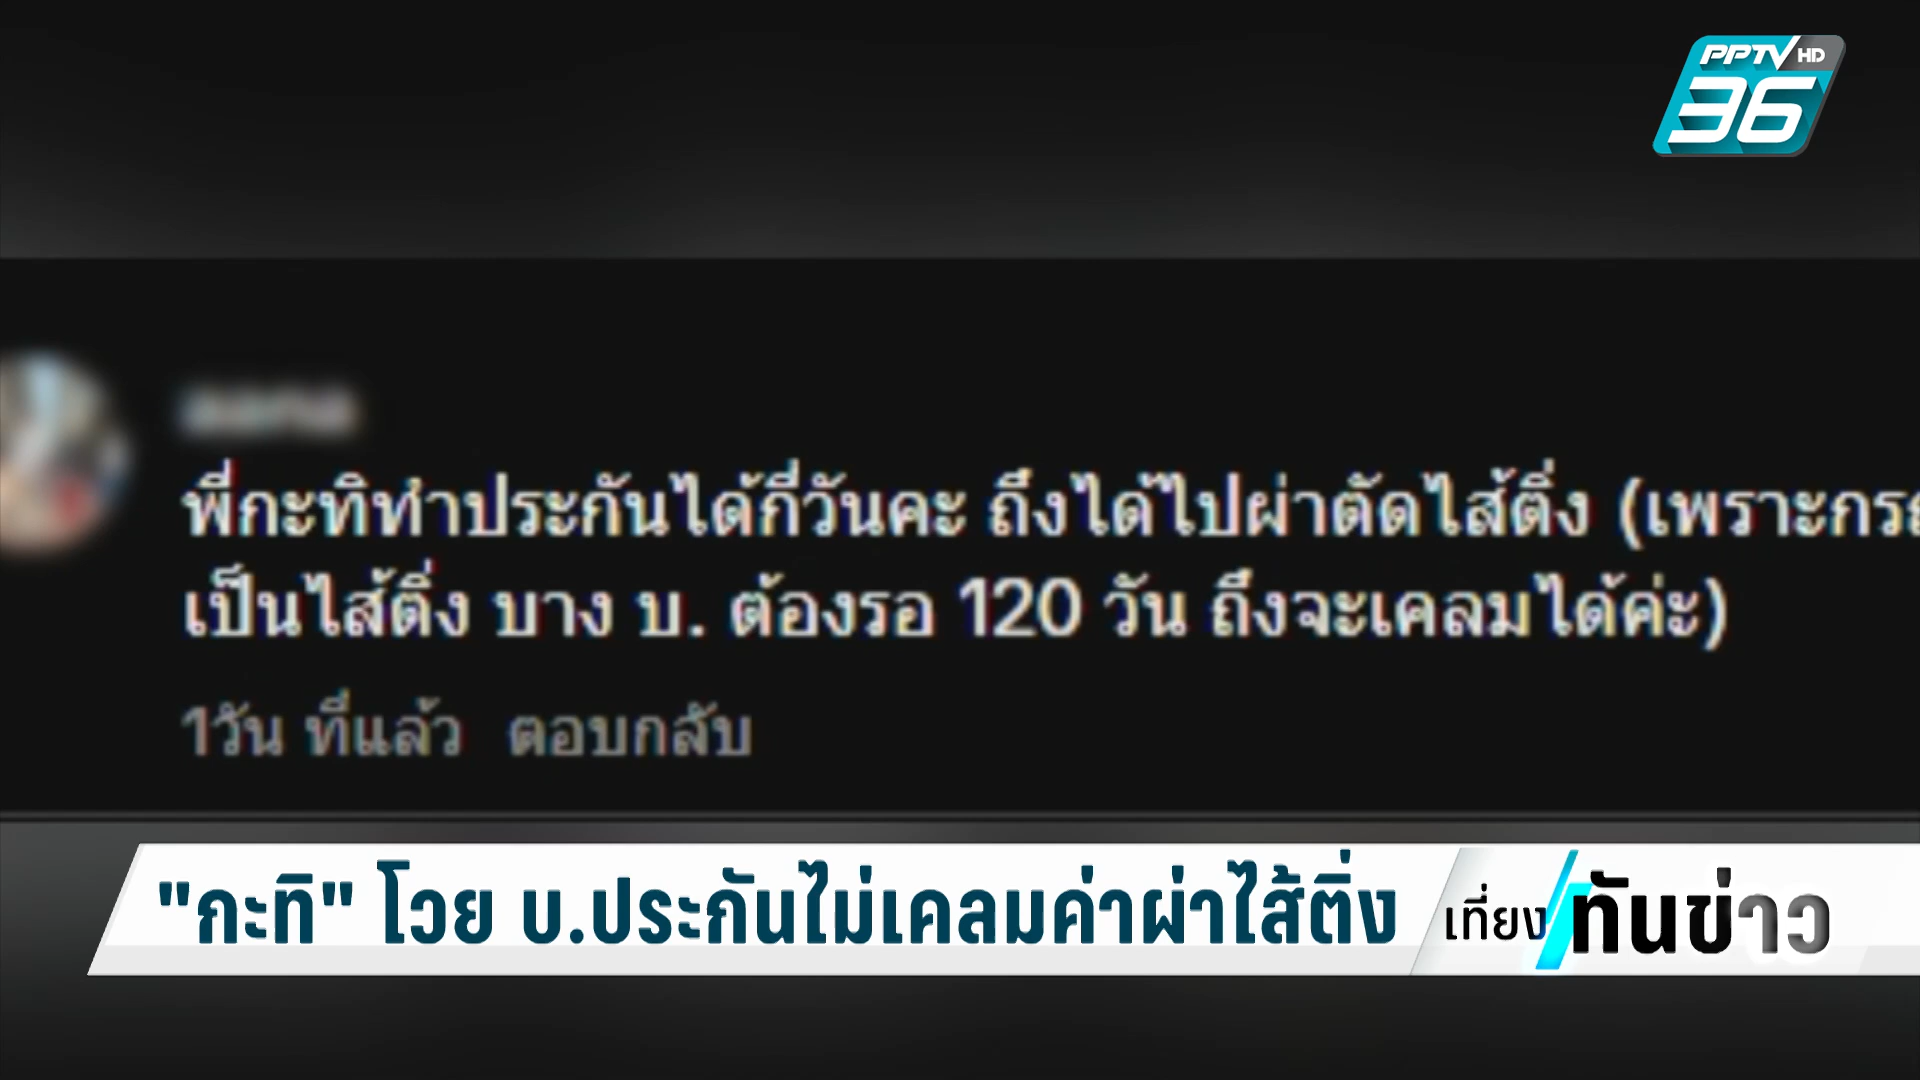 PPTV HD
36
พี่กะทิทำประกันได้กี่วันคะ ถึงได้ไปผ่าตัดไส้ติ่ง (เพราะกรณ
เป็นไส้ติ่ง บาง บ. ต้องรอ 120 วัน ถึงจะเคลมได้ค่ะ)
1วัน ที่แล้ว ตอบกลับ
"กะทิ" โวย บ.ประกันไม่เคลมค่าผ่าไส้ติ่ง
เที่ยงทันข่าว